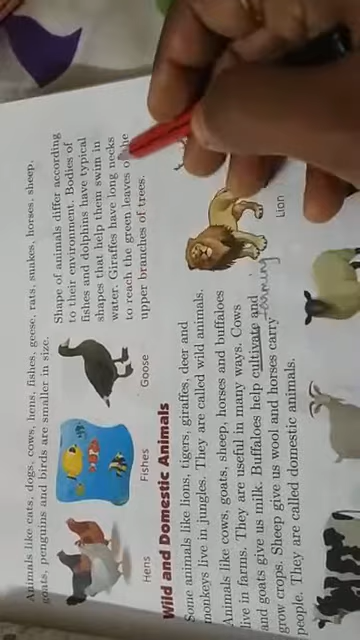 Animals like cats, dogs, cows, hens, fishes, geese, rats, snakes, horses, sheep,
goats, penguins and birds are smaller in size.
Shape of animals differ according
to their environment. Bodies of
fishes and dolphins have typical
shapes that help them swim in
water. Giraffes have long necks
to reach the green leaves of the
upper branches of trees.
Hens
Fishes
Goose
Wild and Domestic Animals
Some animals like lions, tigers, giraffes, deer and
monkeys live in jungles. They are called wild animals.
Lion
Animals like cows, goats, sheep, horses and buffaloes
live in farms. They are useful in many ways. Cows
and goats give us milk. Buffaloes help cultivate and
farming
grow crops. Sheep give us wool and horses carry
people. They are called domestic animals.